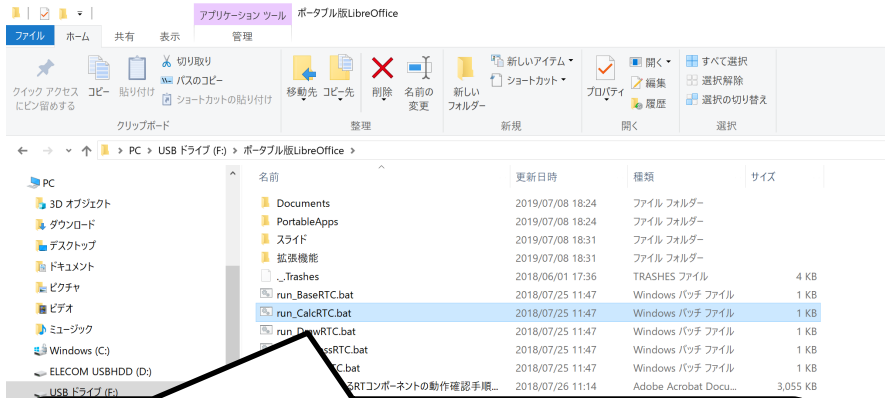 アプリケーション ツール ポータブル版LibreOffice
ファイル ホーム 共有 表示 管理
クイック アクセス
にピン留めする
コピー
貼り付け
切り取り
パスのコピー
ショートカットの貼り付け
クリップボード
移動先
コピー先
削除
名前の
変更
整理
新しい
フォルダー
新しいアイテム
ショートカット
新規
プロパティ
開く
編集
履歴
開く
すべて選択
選択解除
選択の切り替え
選択
PC > USB ドライブ (F:) > ポータブル版LibreOffice >
PC
3D オブジェクト
ダウンロード
デスクトップ
ドキュメント
ピクチャ
ビデオ
ミュージック
Windows (C:)
ELECOM USBHDD (D:)
USB ドライブ (F:)
名前 更新日時 種類 サイズ
Documents 2019/07/08 18:24 ファイル フォルダー
PortableApps 2019/07/08 18:24 ファイル フォルダー
スライド 2019/07/08 18:31 ファイル フォルダー
拡張機能 2019/07/08 18:31 ファイル フォルダー
._.Trashes 2018/06/01 17:36 TRASHES ファイル 4 KB
run_BaseRTC.bat 2018/07/25 11:47 Windows バッチ ファイル 1 KB
run_CalcRTC.bat 2018/07/25 11:47 Windows バッチ ファイル 1 KB
run_DrawRTC.bat 2018/07/25 11:47 Windows バッチ ファイル 1 KB
essRTC.bat 2018/07/25 11:47 Windows バッチ ファイル 1 KB
C.bat 2018/07/25 11:47 Windows バッチ ファイル 1 KB
るRTコンポーネントの動作確認手順... 2018/07/26 11:14 Adobe Acrobat Docu... 3,055 KB